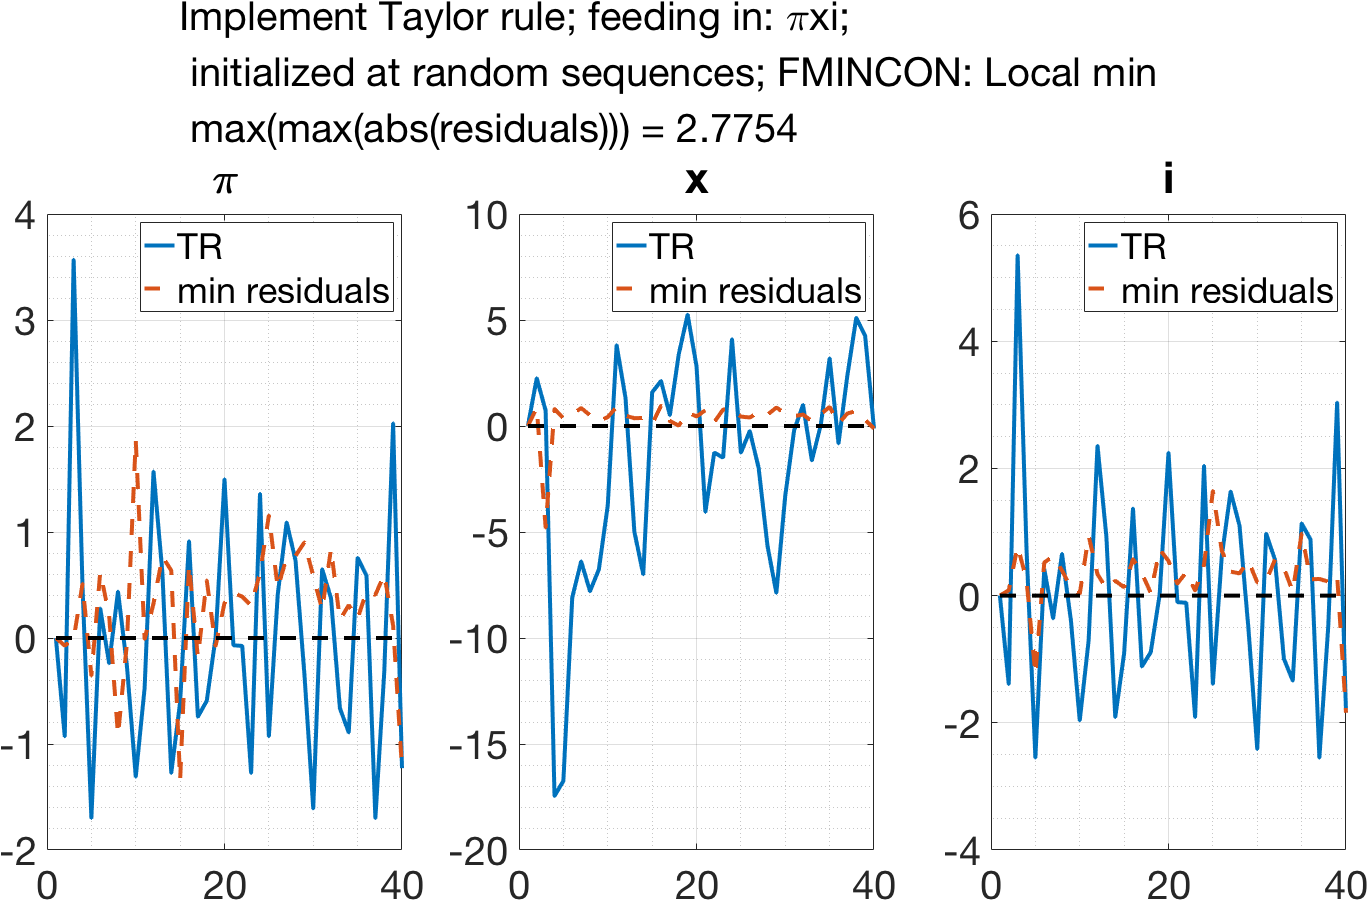 Implement Taylor rule; feeding in: πxi;
initialized at random sequences; FMINCON: Local min
max(max(abs(residuals))) = 2.7754
π
x
i
TR
min residuals
TR
min residuals
TR
min residuals
4
3
2
1
0
-1
-2
0
20
40
10
5
0
-5
-10
-15
-20
0
20
40
6
4
2
0
-2
-4
0
20
40